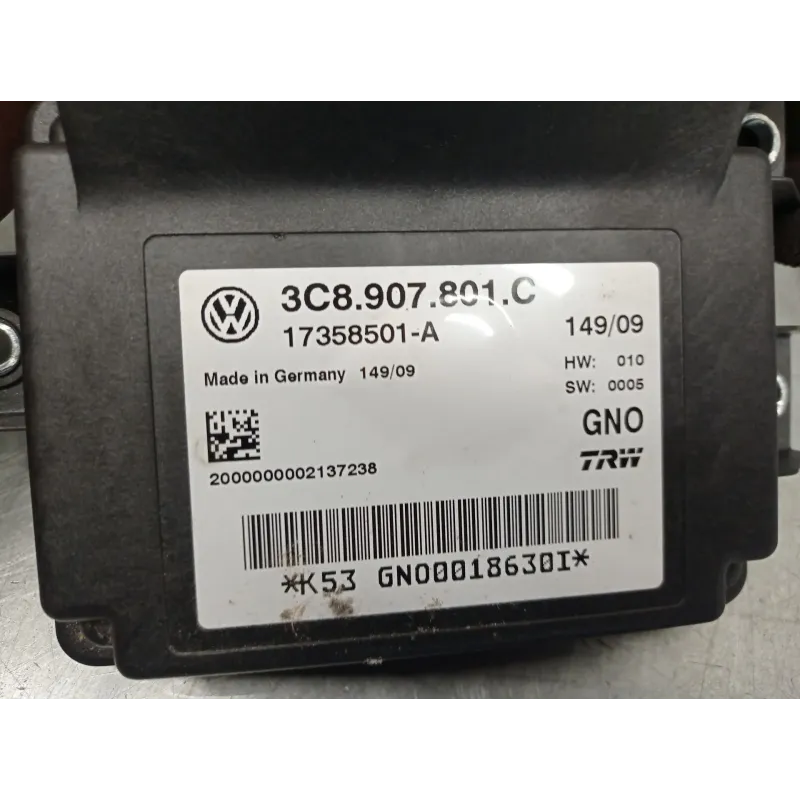 3C8.907.801.C
17358501-A
149/09
Made in Germany 149/09
HW: 010
SW: 0005
GNO
TRW
2000000002137238
*K53 GNO00018630I*